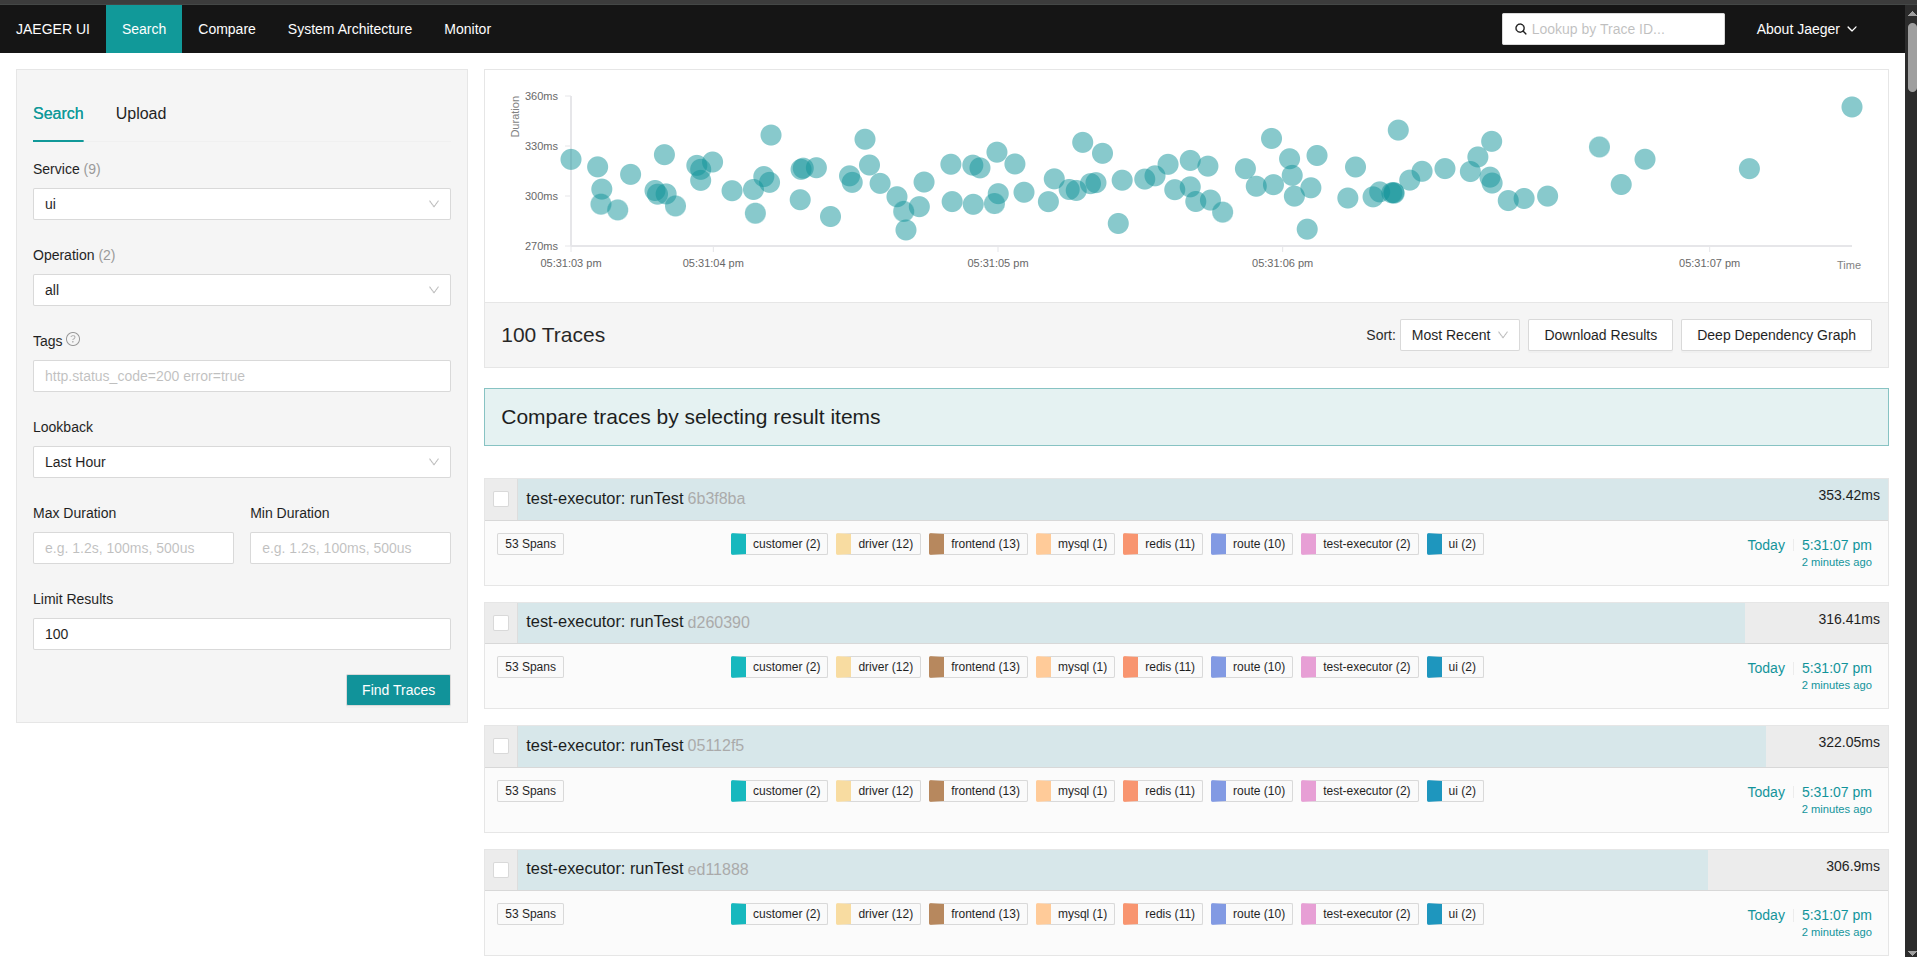 JAEGER UI Search Compare System Architecture Monitor Lookup by Trace ID... About Jaeger
Search Upload
Service (9)
ui
Operation (2)
all
Tags ?
http.status_code=200 error=true
Lookback
Last Hour
Max Duration Min Duration
e.g. 1.2s, 100ms, 500us e.g. 1.2s, 100ms, 500us
Limit Results
100
Find Traces
Duration
360ms
330ms
300ms
270ms
05:31:03 pm 05:31:04 pm 05:31:05 pm 05:31:06 pm 05:31:07 pm
Time
100 Traces Sort: Most Recent Download Results Deep Dependency Graph
Compare traces by selecting result items
test-executor: runTest 6b3f8ba 353.42ms
53 Spans customer (2) driver (12) frontend (13) mysql (1) redis (11) route (10) test-executor (2) ui (2) Today 5:31:07 pm
2 minutes ago
test-executor: runTest d260390 316.41ms
53 Spans customer (2) driver (12) frontend (13) mysql (1) redis (11) route (10) test-executor (2) ui (2) Today 5:31:07 pm
2 minutes ago
test-executor: runTest 05112f5 322.05ms
53 Spans customer (2) driver (12) frontend (13) mysql (1) redis (11) route (10) test-executor (2) ui (2) Today 5:31:07 pm
2 minutes ago
test-executor: runTest ed11888 306.9ms
53 Spans customer (2) driver (12) frontend (13) mysql (1) redis (11) route (10) test-executor (2) ui (2) Today 5:31:07 pm
2 minutes ago